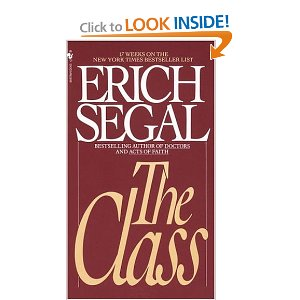 Click to LOOK INSIDE!
17 WEEKS ON THE
NEW YORK TIMES BESTSELLER LIST
ERICH
SEGAL
BESTSELLING AUTHOR OF DOCTORS
AND ACTS OF FAITH
The
Class